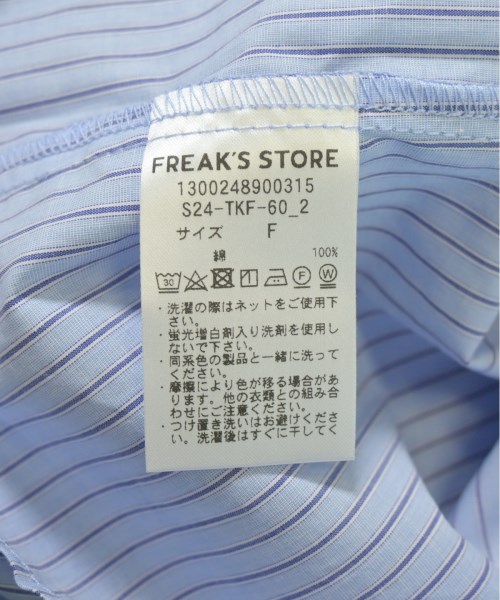 FREAK'S STORE
1300248900315
S24-TKF-60_2
サイズ F
綿 100%
30 F W
・洗濯の際はネットをご使用下
さい。
・蛍光増白剤入り洗剤を使用し
ないで下さい。
・同系色の製品と一緒に洗って
ください。
・摩擦により色が移る場合があ
ります。他の衣類との組み合
わせにご注意ください。
・つけ置き洗いはお避けくださ
い。洗濯後はすぐに干してく